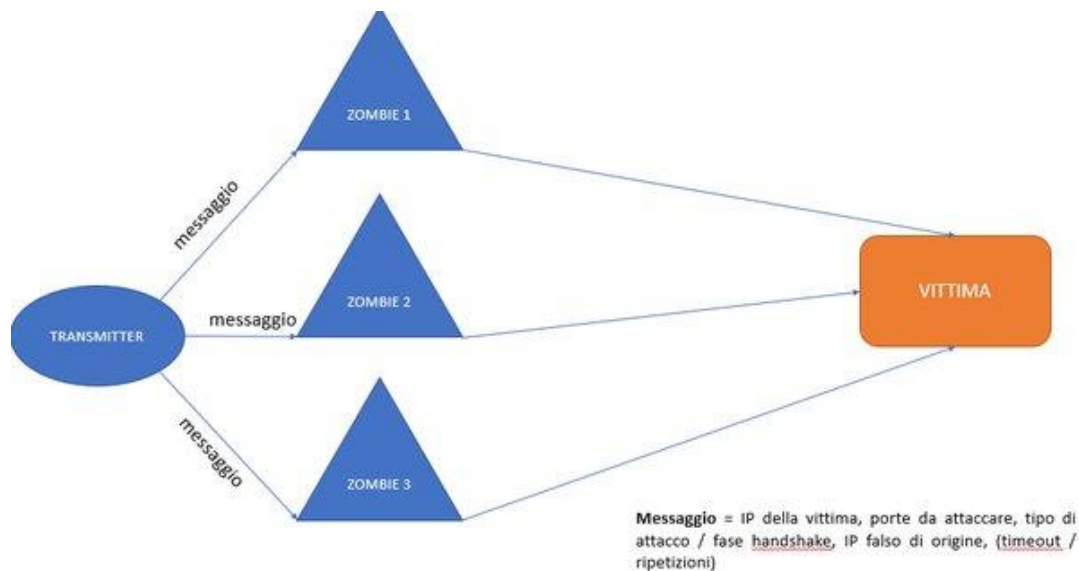 ZOMBIE 1
messaggio
ZOMBIE 2
messaggio
TRANSMITTER
VITTIMA
messaggio
ZOMBIE 3
Messaggio = IP della vittima, porte da attaccare, tipo di
attacco / fase handshake, IP falso di origine, (timeout /
ripetizioni)